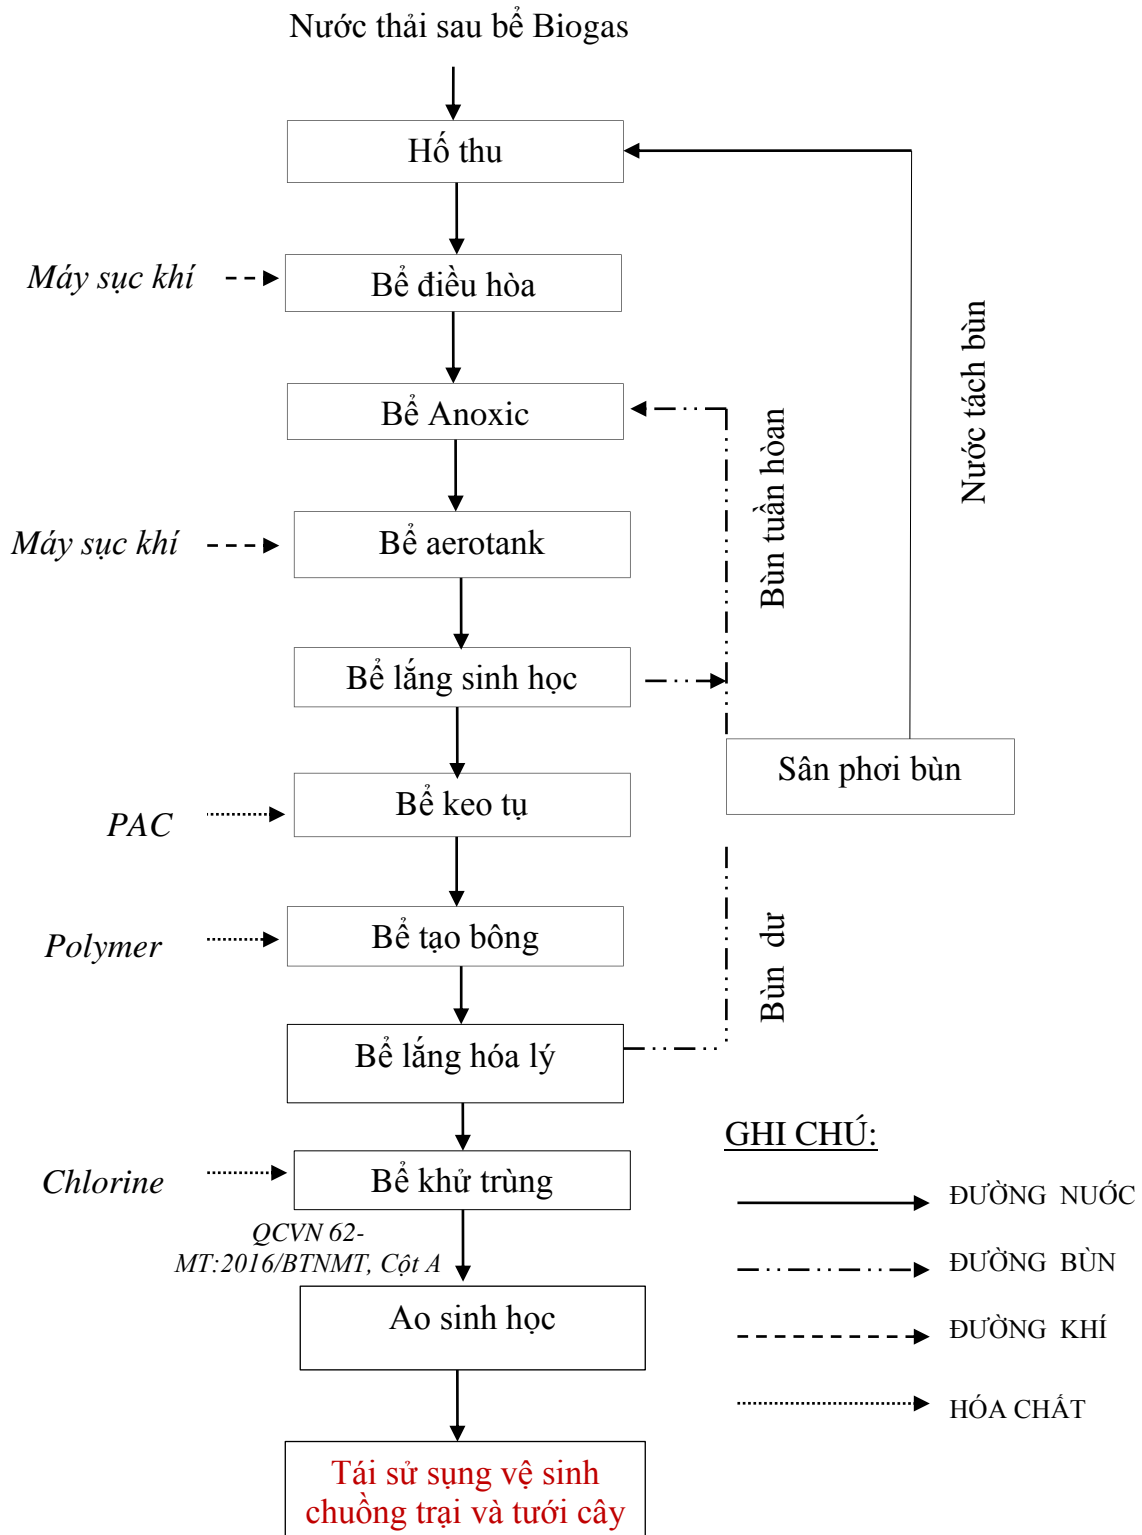 Nước thải sau bể Biogas
Hố thu
Máy sục khí
Bể điều hòa
Bể Anoxic
Máy sục khí
Bể aerotank
Bể lắng sinh học
Bùn tuần hòan
Nước tách bùn
Sân phơi bùn
PAC
Bể keo tụ
Polymer
Bể tạo bông
Bùn dư
Bể lắng hóa lý
Chlorine
Bể khử trùng
QCVN 62-
MT:2016/BTNMT, Cột A
Ao sinh học
Tái sử sụng vệ sinh
chuồng trại và tưới cây
GHI CHÚ:
ĐƯỜNG NUỚC
ĐƯỜNG BÙN
ĐƯỜNG KHÍ
HÓA CHẤT